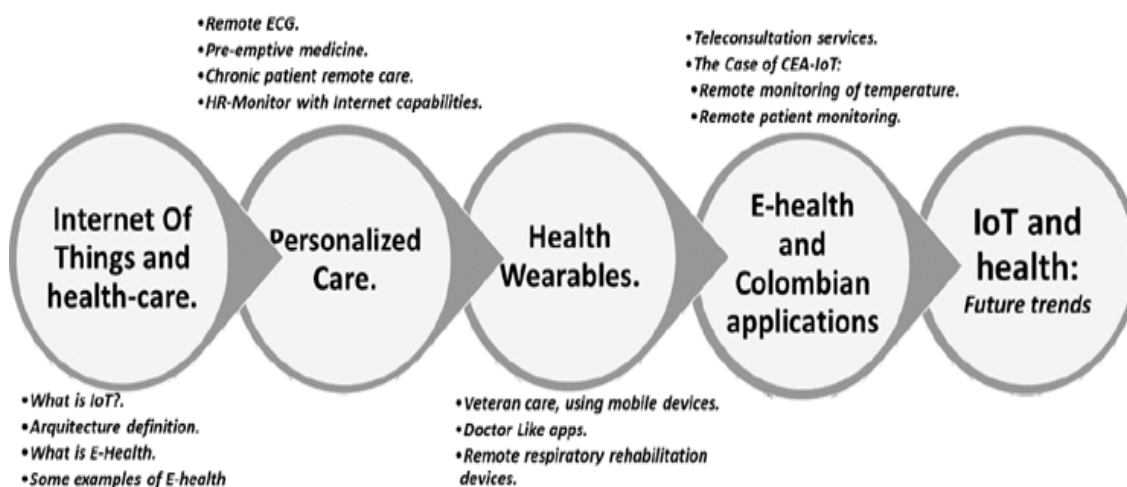 •Remote ECG.
•Pre-emptive medicine.
•Chronic patient remote care.
•HR-Monitor with Internet capabilities.
•Teleconsultation services.
•The Case of CEA-IoT:
•Remote monitoring of temperature.
•Remote patient monitoring.
Internet Of
Things and
health-care.
Personalized
Care.
Health
Wearables.
E-health
and
Colombian
applications
IoT and
health:
Future trends
•What is IoT?.
•Arquitecture definition.
•What is E-Health.
•Some examples of E-health
•Veteran care, using mobile devices.
•Doctor Like apps.
•Remote respiratory rehabilitation
devices.